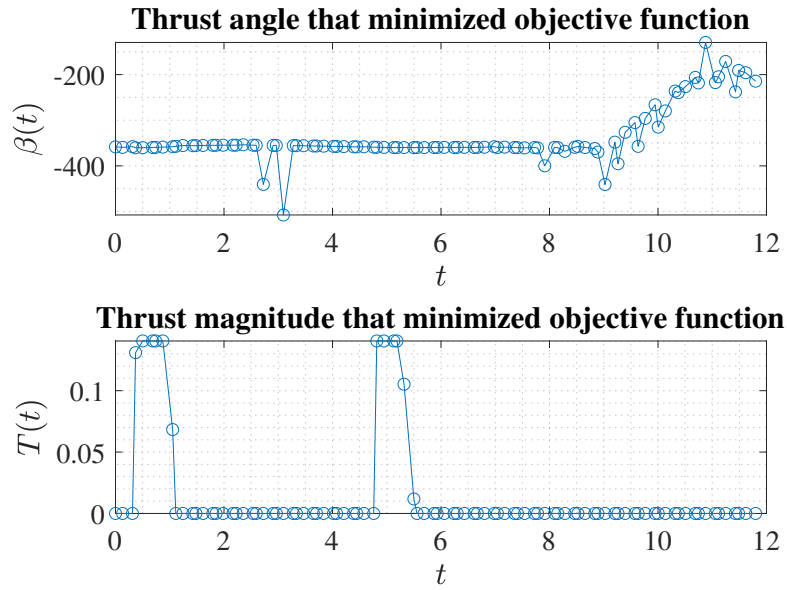 Thrust angle that minimized objective function
-200
-400
β(t)
0 2 4 6 8 10 12
t
Thrust magnitude that minimized objective function
0.1
0.05
0
T(t)
0 2 4 6 8 10 12
t